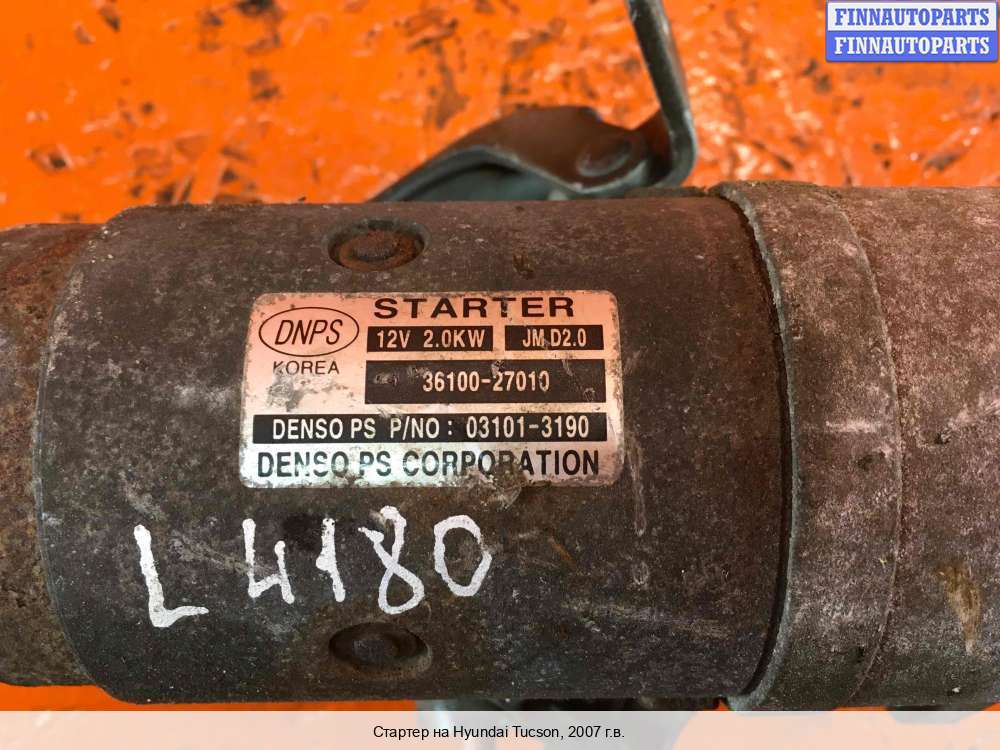 FINNAUTOPARTS
FINNAUTOPARTS
STARTER
DNPS
12V 2.0KW JM D2.0
KOREA
36100-27010
DENSO PS P/NO : 03101-3190
DENSO PS CORPORATION
L 4180
Стартер на Hyundai Tucson, 2007 г.в.